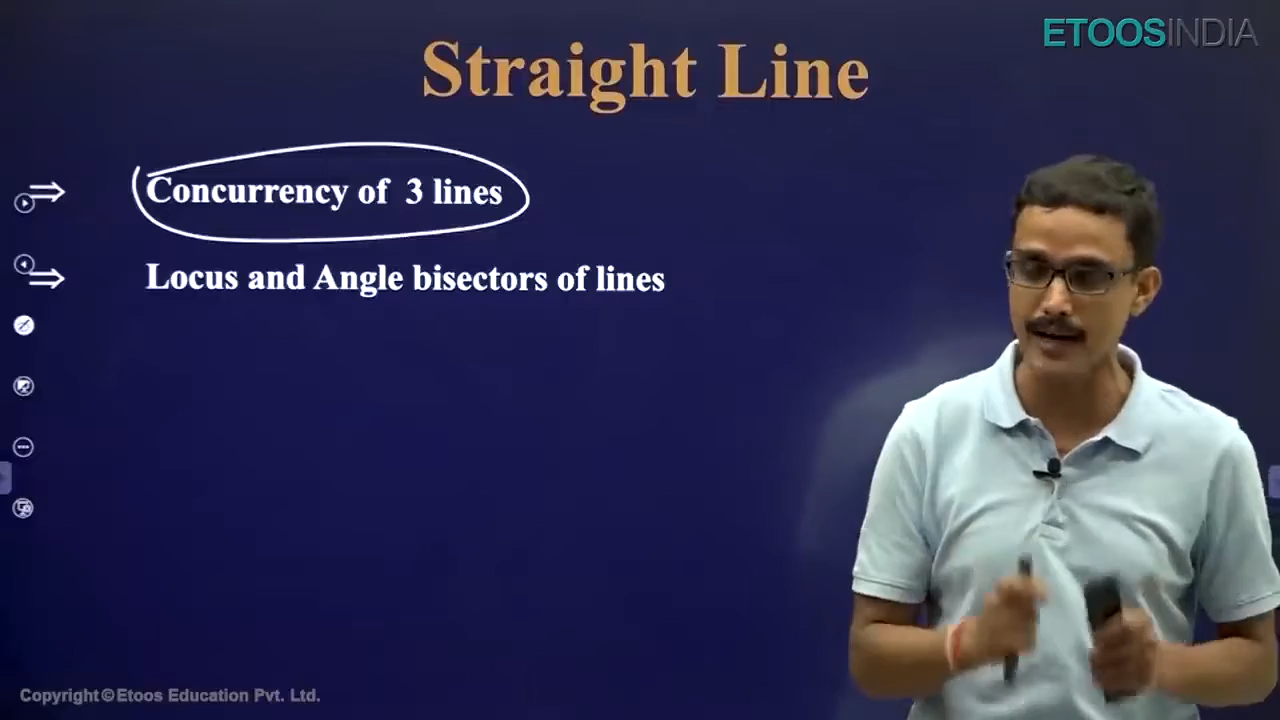 ETOOSINDIA
Straight Line
⇒ Concurrency of 3 lines
⇒ Locus and Angle bisectors of lines
Copyright © Etoos Education Pvt. Ltd.